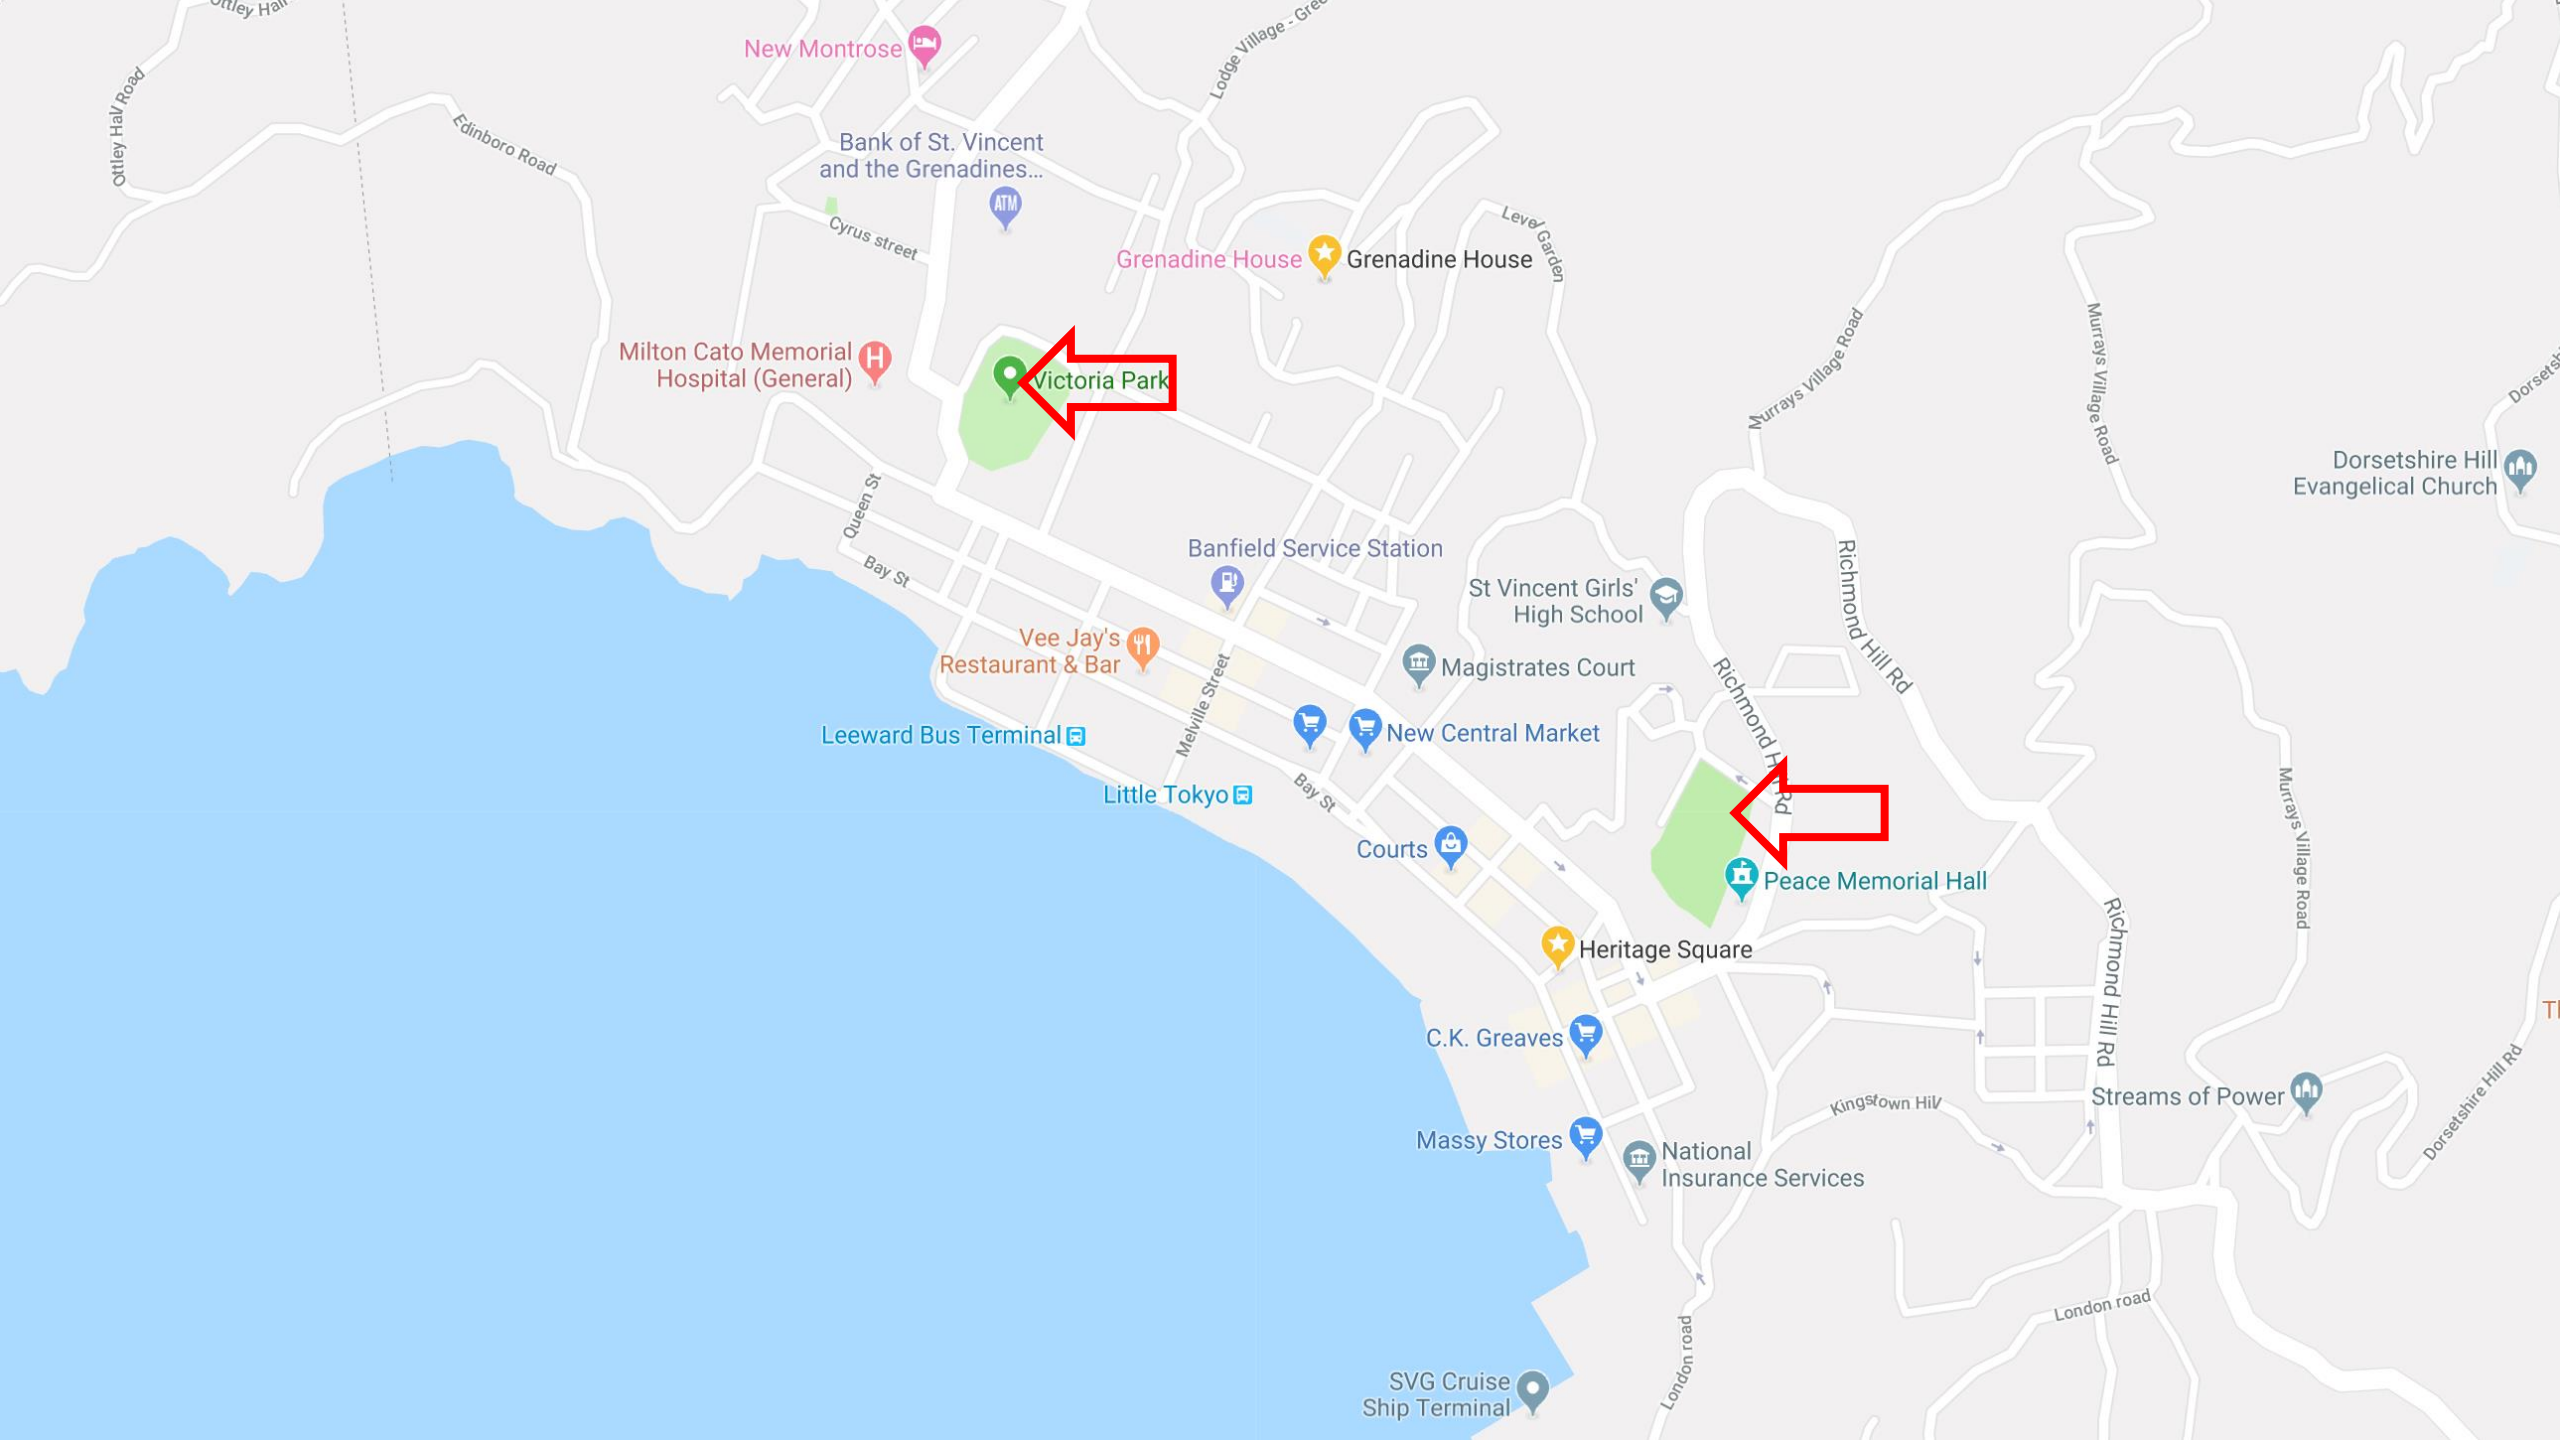 Ottley Hall
Lodge Village - Gree
New Montrose
Ottley Hall Road
Edinboro Road
Bank of St. Vincent
and the Grenadines...
ATM
Cyrus street
Level Garden
Grenadine House
Grenadine House
Murrays Village Road
Murrays Village Road
Milton Cato Memorial
Hospital (General)
H
Victoria Park
Dorsetshire Hill
Evangelical Church
Queen St
Bay St
Banfield Service Station
St Vincent Girls'
High School
Richmond Hill Rd
Vee Jay's
Restaurant & Bar
Magistrates Court
Richmond Hill Rd
Melville Street
Leeward Bus Terminal
New Central Market
Little Tokyo
Bay St
Murrays Village Road
Courts
Peace Memorial Hall
Heritage Square
Richmond Hill Rd
C.K. Greaves
Kingstown Hill
Streams of Power
Dorsetshire Hill Rd
Massy Stores
National
Insurance Services
London road
London road
SVG Cruise
Ship Terminal